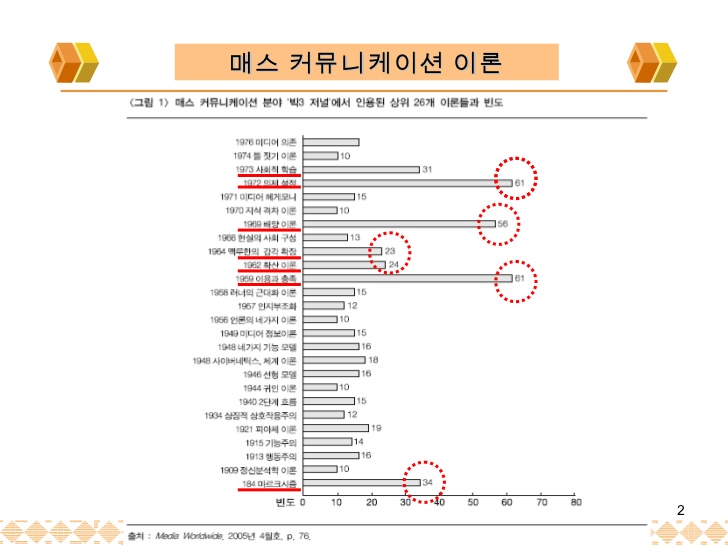 매스 커뮤니케이션 이론
<그림 1> 매스 커뮤니케이션 분야 '빅3 저널'에서 인용된 상위 26개 이론들과 빈도
1976 미디어 의존
1974 틀 짓기 이론 10
1973 사회적 학습 31
1972 의제 설정 61
1971 미디어 헤게모니 15
1970 지식 격차 이론 10
1969 배양 이론 56
1966 현실의 사회 구성 13
1964 맥루한의 감각 확장 23
1962 확산 이론 24
1959 이용과 충족 61
1958 러너의 근대화 이론 15
1957 인지부조화 12
1956 언론의 네가지 이론 10
1949 미디어 정보이론 15
1948 네가지 기능 모델 16
1948 사이버네틱스, 체계 이론 18
1946 선형 모델 16
1944 귀인 이론 10
1940 2단계 흐름 15
1934 상징적 상호작용주의 12
1921 피아제 이론 19
1915 기능주의 14
1913 행동주의 16
1909 정신분석학 이론 10
184 마르크시즘 34
빈도 0 10 20 30 40 50 60 70 80
출처 : Media Worldwide, 2005년 4월호, p. 76.
2